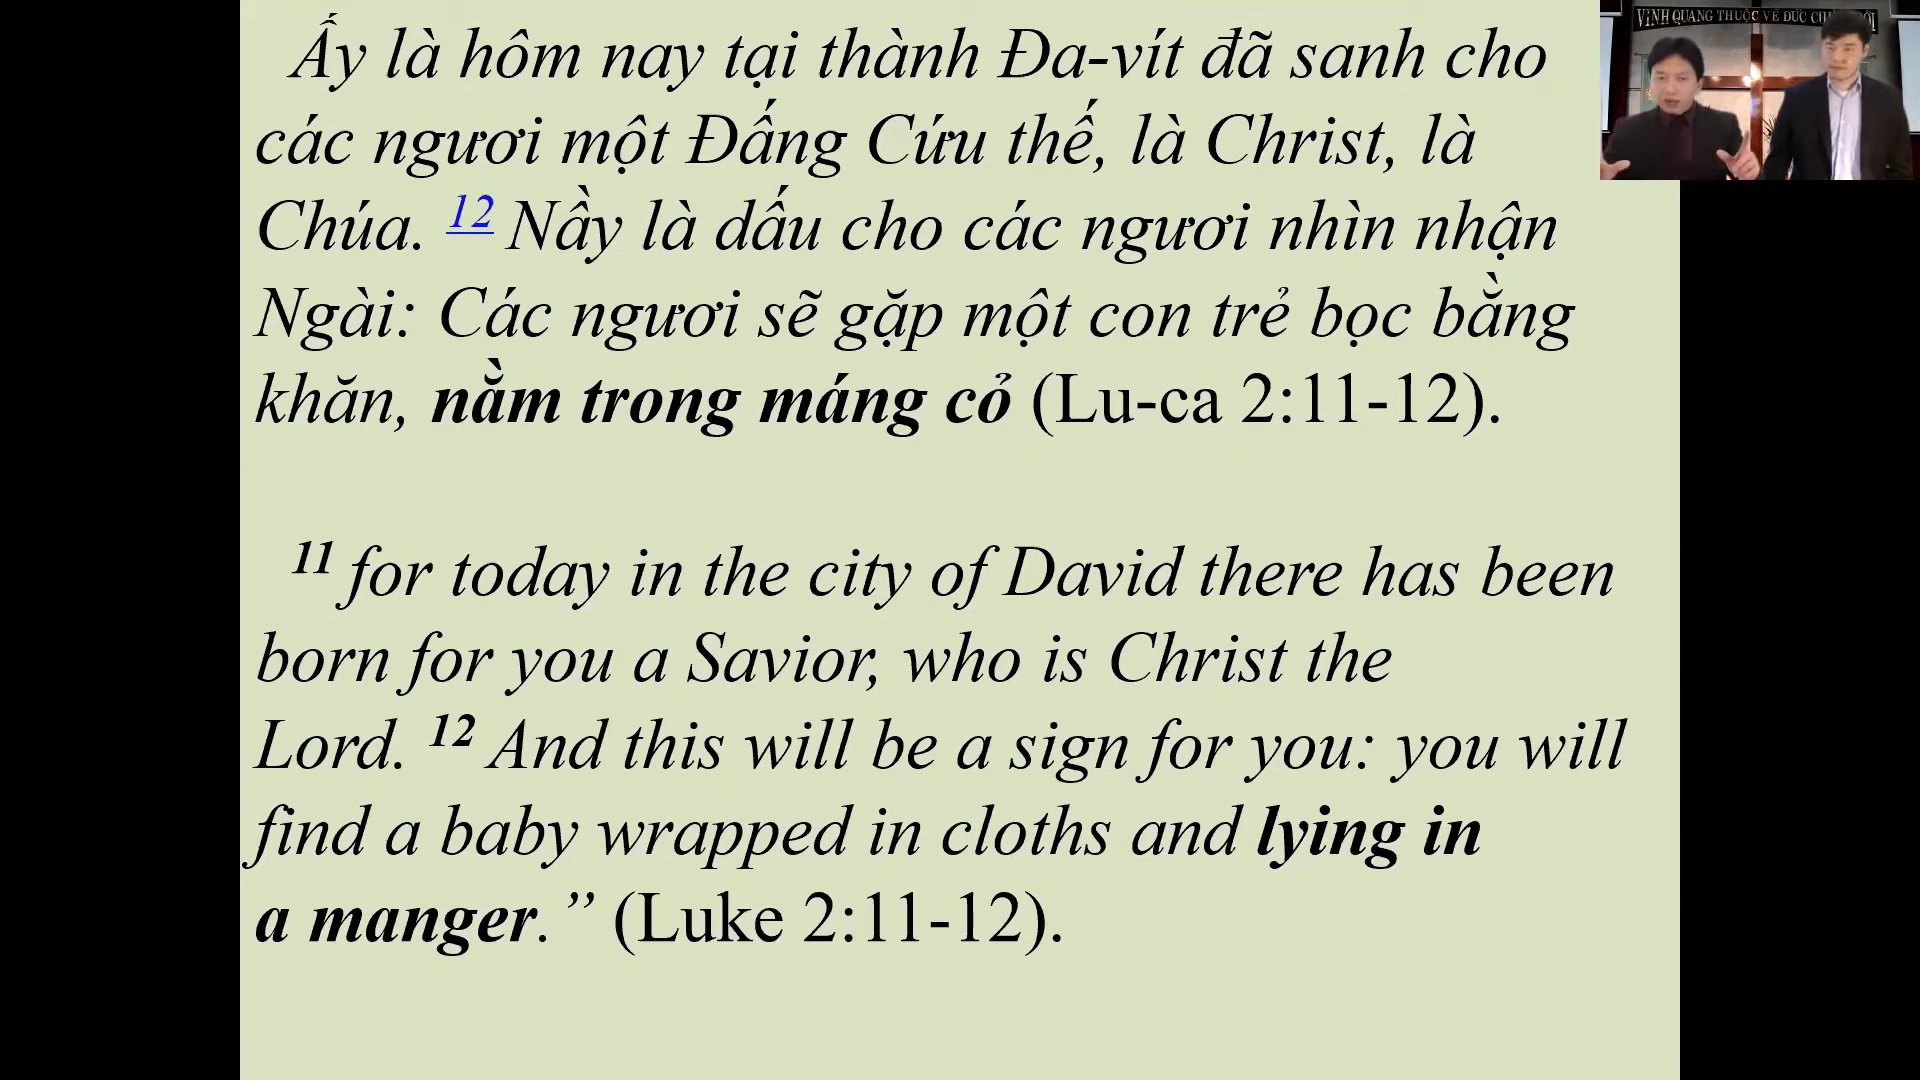 Ấy là hôm nay tại thành Đa-vít đã sanh cho
các ngươi một Đấng Cứu thế, là Christ, là
Chúa. 12 Nầy là dấu cho các ngươi nhìn nhận
Ngài: Các ngươi sẽ gặp một con trẻ bọc bằng
khăn, nằm trong máng cỏ (Lu-ca 2:11-12).
11 for today in the city of David there has been
born for you a Savior, who is Christ the
Lord. 12 And this will be a sign for you: you will
find a baby wrapped in cloths and lying in
a manger.” (Luke 2:11-12).
VINH QUANG THUỘC VỀ ĐỨC